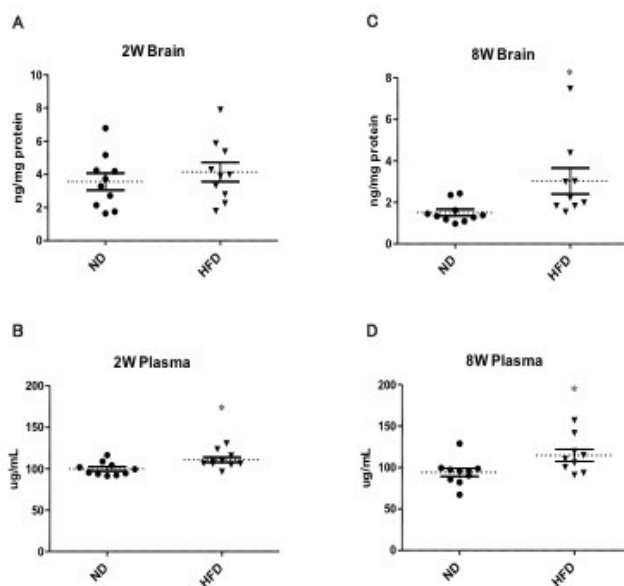 A
2W Brain
ng/mg protein
10
8
6
4
2
0
ND
HFD
C
8W Brain
*
ng/mg protein
8
6
4
2
0
ND
HFD
B
2W Plasma
*
ug/mL
200
150
100
50
0
ND
HFD
D
8W Plasma
*
ug/mL
200
150
100
50
0
ND
HFD